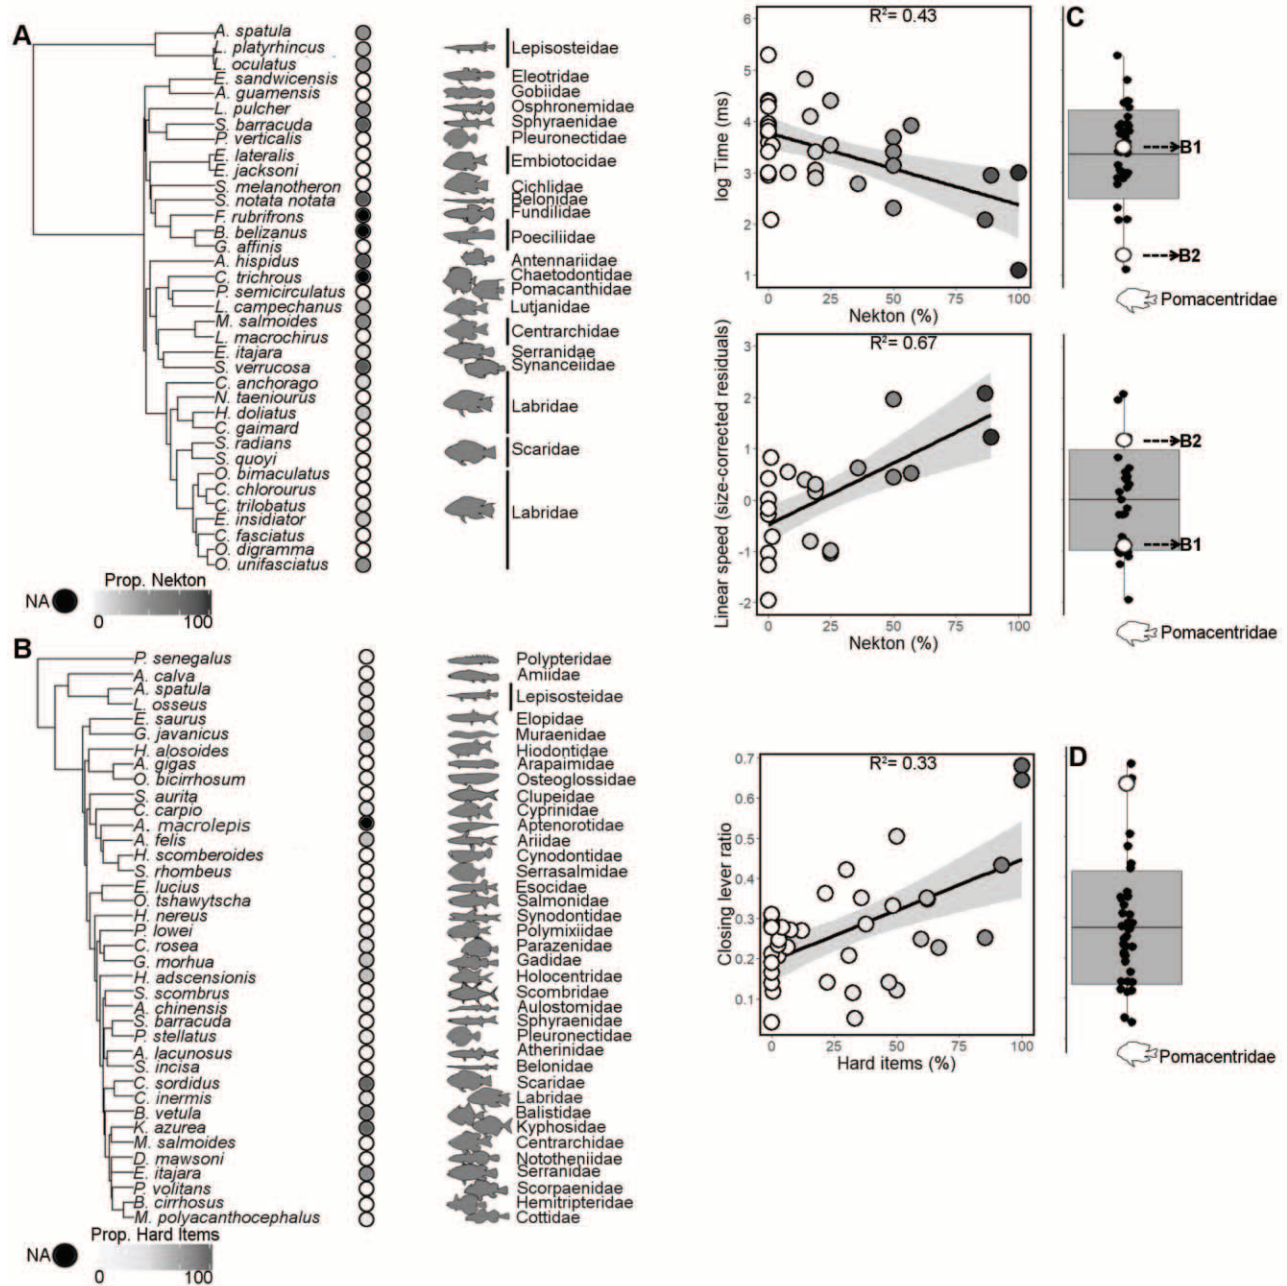 A
A. spatula
L. platyrhincus
L. oculatus
E. sandwicensis
A. guamensis
L. pulcher
S. barracuda
P. verticalis
E. lateralis
E. jacksoni
S. melanotheron
S. notata notata
F. rubrifrons
B. belizanus
G. affinis
A. hispidus
C. trichrous
P. semicirculatus
L. campechanus
M. salmoides
L. macrochirus
E. itajara
S. verrucosa
C. anchorago
N. taeniourus
H. doliatus
C. gaimard
S. radians
S. quoyi
O. bimaculatus
C. chlorourus
C. trilobatus
E. insidiator
C. fasciatus
O. digramma
O. unifasciatus
Lepisosteidae
Eleotridae
Gobiidae
Osphronemidae
Sphyraenidae
Pleuronectidae
Embiotocidae
Cichlidae
Belonidae
Fundilidae
Poeciliidae
Antennariidae
Chaetodontidae
Pomacanthidae
Lutjanidae
Centrarchidae
Serranidae
Synanceiidae
Labridae
Scaridae
Labridae
Prop. Nekton
NA
0 100
B
P. senegalus
A. calva
A. spatula
L. osseus
E. saurus
G. javanicus
H. alosoides
A. gigas
O. bicirrhosum
S. aurita
C. carpio
A. macrolepis
A. felis
H. scomberoides
S. rhombeus
E. lucius
O. tshawytscha
H. nereus
P. lowei
C. rosea
G. morhua
H. adscensionis
S. scombrus
A. chinensis
S. barracuda
P. stellatus
A. lacunosus
S. incisa
C. sordidus
C. inermis
B. vetula
K. azurea
M. salmoides
D. mawsoni
E. itajara
P. volitans
B. cirrhosus
M. polyacanthocephalus
Polypteridae
Amiidae
Lepisosteidae
Elopidae
Muraenidae
Hiodontidae
Arapaimidae
Osteoglossidae
Clupeidae
Cyprinidae
Aptenorotidae
Ariidae
Cynodontidae
Serrasalmidae
Esocidae
Salmonidae
Synodontidae
Polymixiidae
Parazenidae
Gadidae
Holocentridae
Scombridae
Aulostomidae
Sphyraenidae
Pleuronectidae
Atherinidae
Belonidae
Scaridae
Labridae
Balistidae
Kyphosidae
Centrarchidae
Nototheniidae
Serranidae
Scorpaenidae
Hemitripteridae
Cottidae
Prop. Hard Items
NA
0 100
C
R²= 0.43
log Time (ms)
6
5
4
3
2
1
0 25 50 75 100
Nekton (%)
B1
B2
Pomacentridae
R²= 0.67
Linear speed (size-corrected residuals)
3
2
1
0
-1
-2
0 25 50 75 100
Nekton (%)
B2
B1
Pomacentridae
D
R²= 0.33
Closing lever ratio
0.7
0.6
0.5
0.4
0.3
0.2
0.1
0 25 50 75 100
Hard items (%)
Pomacentridae